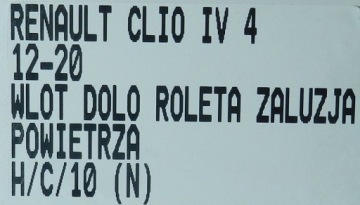 RENAULT CLIO IV 4
12-20
WLOT DOLO ROLETA ZALUZJA
POWIETRZA
H/C/10 (N)